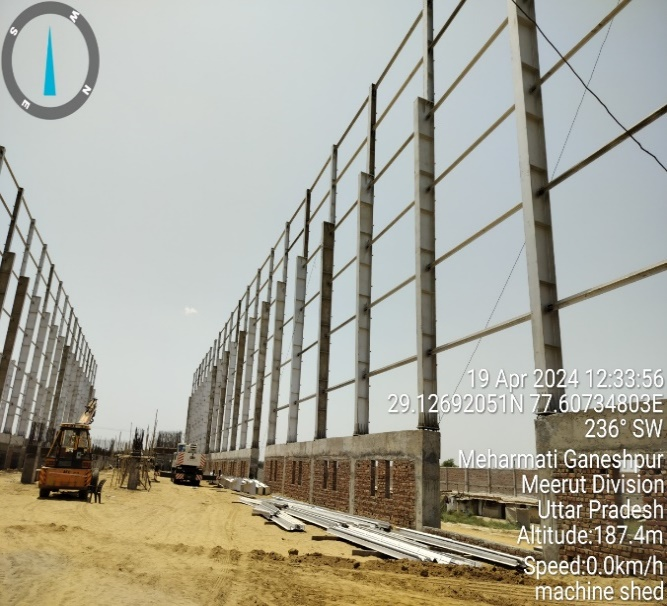 S W
E N
19 Apr 2024 12:33:56
29.12692051N 77.60734803E
236° SW
Meharmati Ganeshpur
Meerut Division
Uttar Pradesh
Altitude:187.4m
Speed:0.0km/h
machine shed